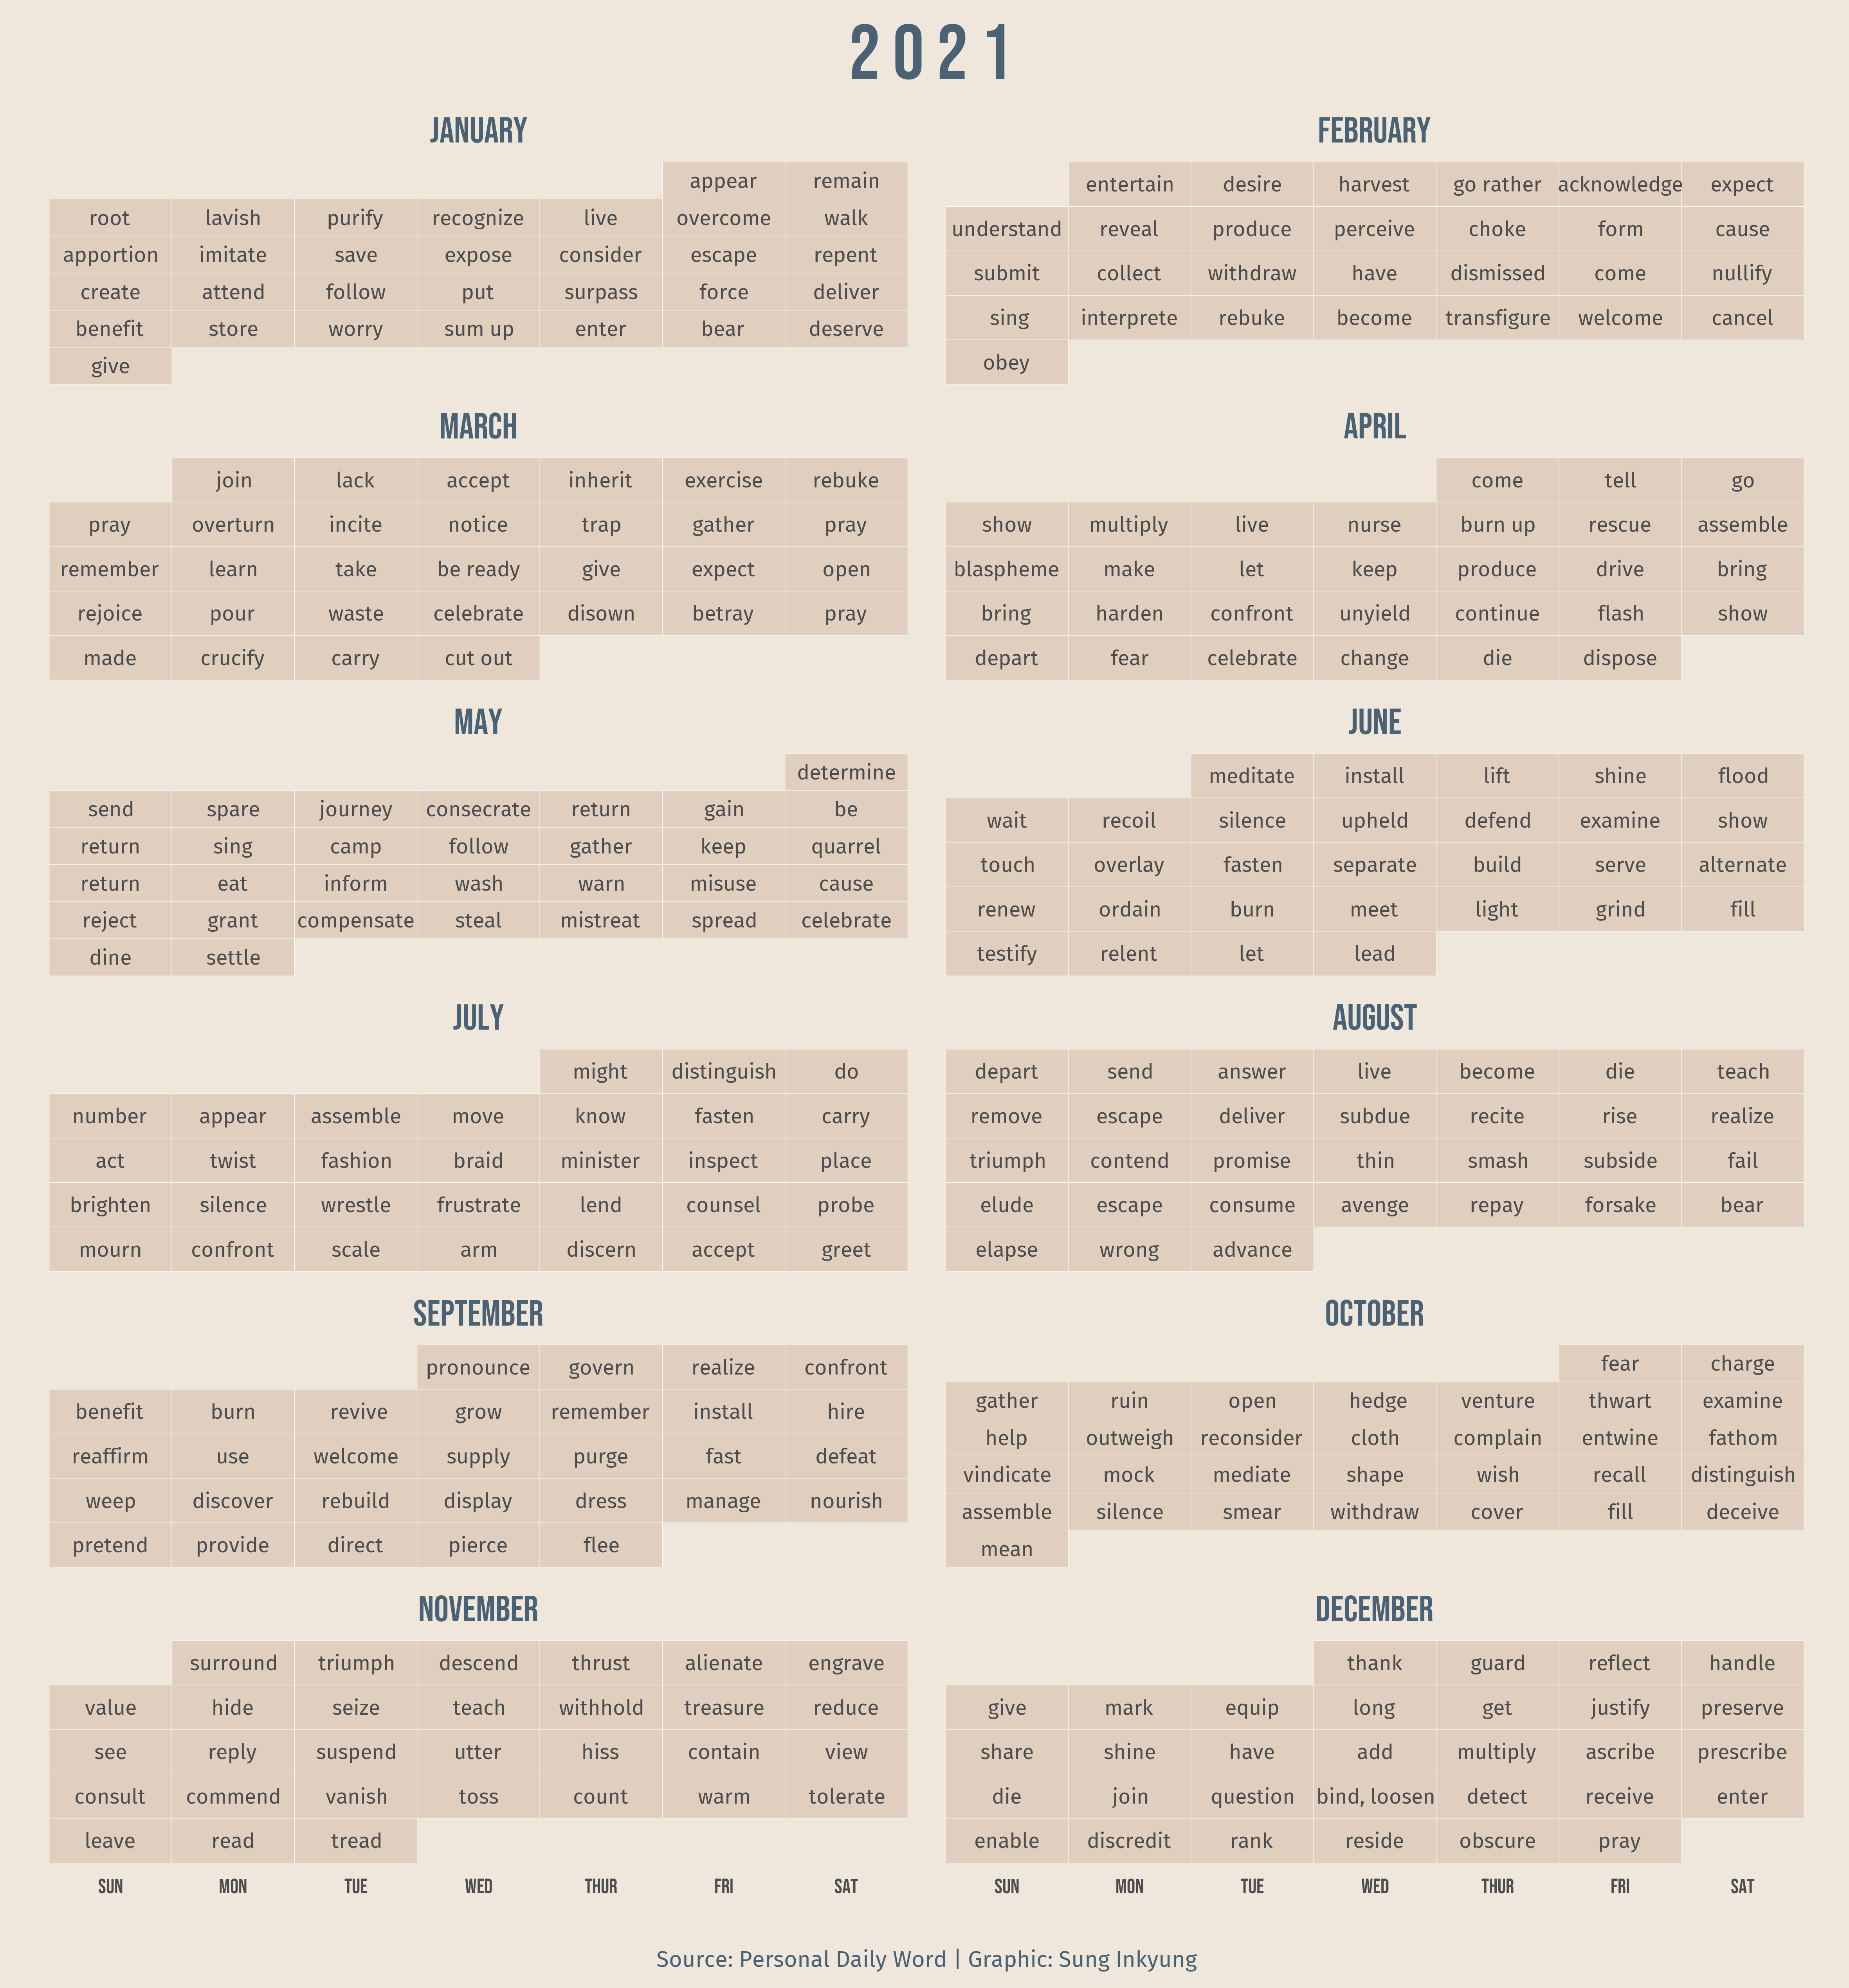 2021
JANUARY
appear remain
root lavish purify recognize live overcome walk
apportion imitate save expose consider escape repent
create attend follow put surpass force deliver
benefit store worry sum up enter bear deserve
give
FEBRUARY
entertain desire harvest go rather acknowledge expect
understand reveal produce perceive choke form cause
submit collect withdraw have dismissed come nullify
sing interprete rebuke become transfigure welcome cancel
obey
MARCH
join lack accept inherit exercise rebuke
pray overturn incite notice trap gather pray
remember learn take be ready give expect open
rejoice pour waste celebrate disown betray pray
made crucify carry cut out
APRIL
come tell go
show multiply live nurse burn up rescue assemble
blaspheme make let keep produce drive bring
bring harden confront unyield continue flash show
depart fear celebrate change die dispose
MAY
determine
send spare journey consecrate return gain be
return sing camp follow gather keep quarrel
return eat inform wash warn misuse cause
reject grant compensate steal mistreat spread celebrate
dine settle
JUNE
meditate install lift shine flood
wait recoil silence upheld defend examine show
touch overlay fasten separate build serve alternate
renew ordain burn meet light grind fill
testify relent let lead
JULY
might distinguish do
number appear assemble move know fasten carry
act twist fashion braid minister inspect place
brighten silence wrestle frustrate lend counsel probe
mourn confront scale arm discern accept greet
AUGUST
depart send answer live become die teach
remove escape deliver subdue recite rise realize
triumph contend promise thin smash subside fail
elude escape consume avenge repay forsake bear
elapse wrong advance
SEPTEMBER
pronounce govern realize confront
benefit burn revive grow remember install hire
reaffirm use welcome supply purge fast defeat
weep discover rebuild display dress manage nourish
pretend provide direct pierce flee
OCTOBER
fear charge
gather ruin open hedge venture thwart examine
help outweigh reconsider cloth complain entwine fathom
vindicate mock mediate shape wish recall distinguish
assemble silence smear withdraw cover fill deceive
mean
NOVEMBER
surround triumph descend thrust alienate engrave
value hide seize teach withhold treasure reduce
see reply suspend utter hiss contain view
consult commend vanish toss count warm tolerate
leave read tread
SUN MON TUE WED THUR FRI SAT
DECEMBER
thank guard reflect handle
give mark equip long get justify preserve
share shine have add multiply ascribe prescribe
die join question bind, loosen detect receive enter
enable discredit rank reside obscure pray
SUN MON TUE WED THUR FRI SAT
Source: Personal Daily Word | Graphic: Sung Inkyung